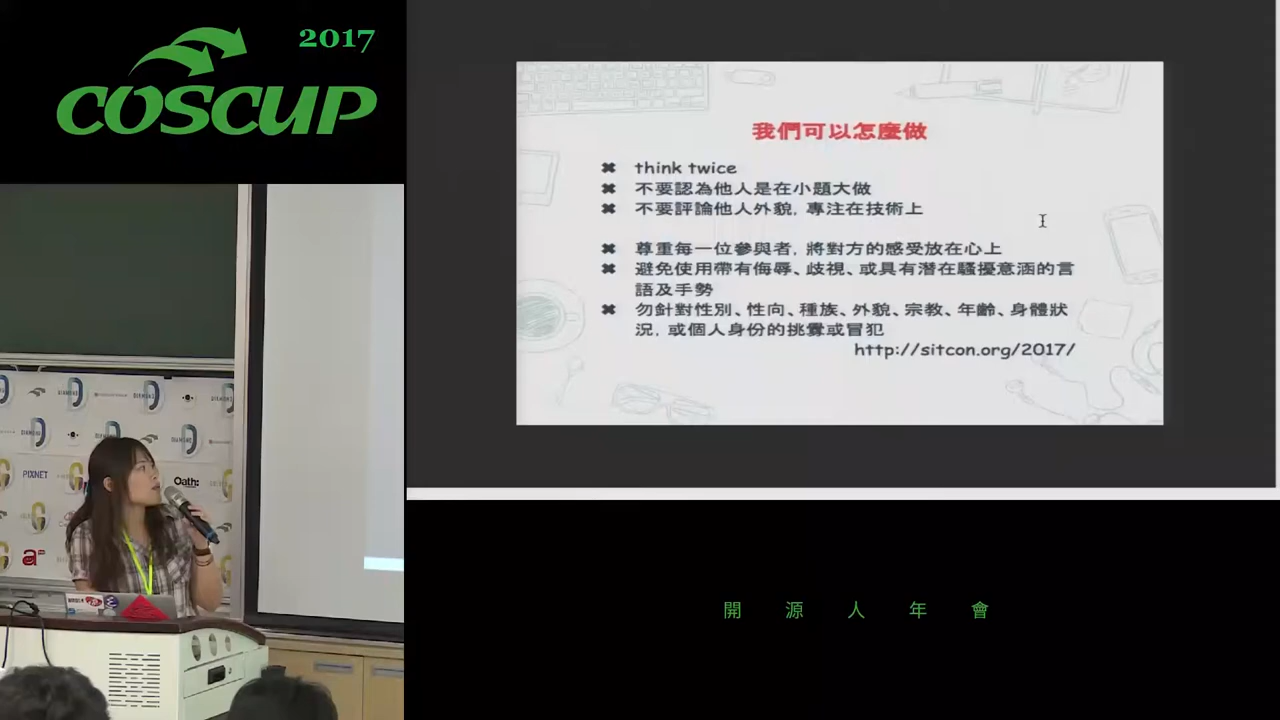 2017
COSCUP
我們可以怎麼做
✖ think twice
✖ 不要認為他人是在小題大做
✖ 不要評論他人外貌, 專注在技術上
✖ 尊重每一位參與者, 將對方的感受放在心上
✖ 避免使用帶有侮辱、歧視、或具有潛在騷擾意涵的言
語及手勢
✖ 勿針對性別、性向、種族、外貌、宗教、年齡、身體狀
況, 或個人身份的挑釁或冒犯
http://sitcon.org/2017/
PIXNET
Oath:
開源人年會